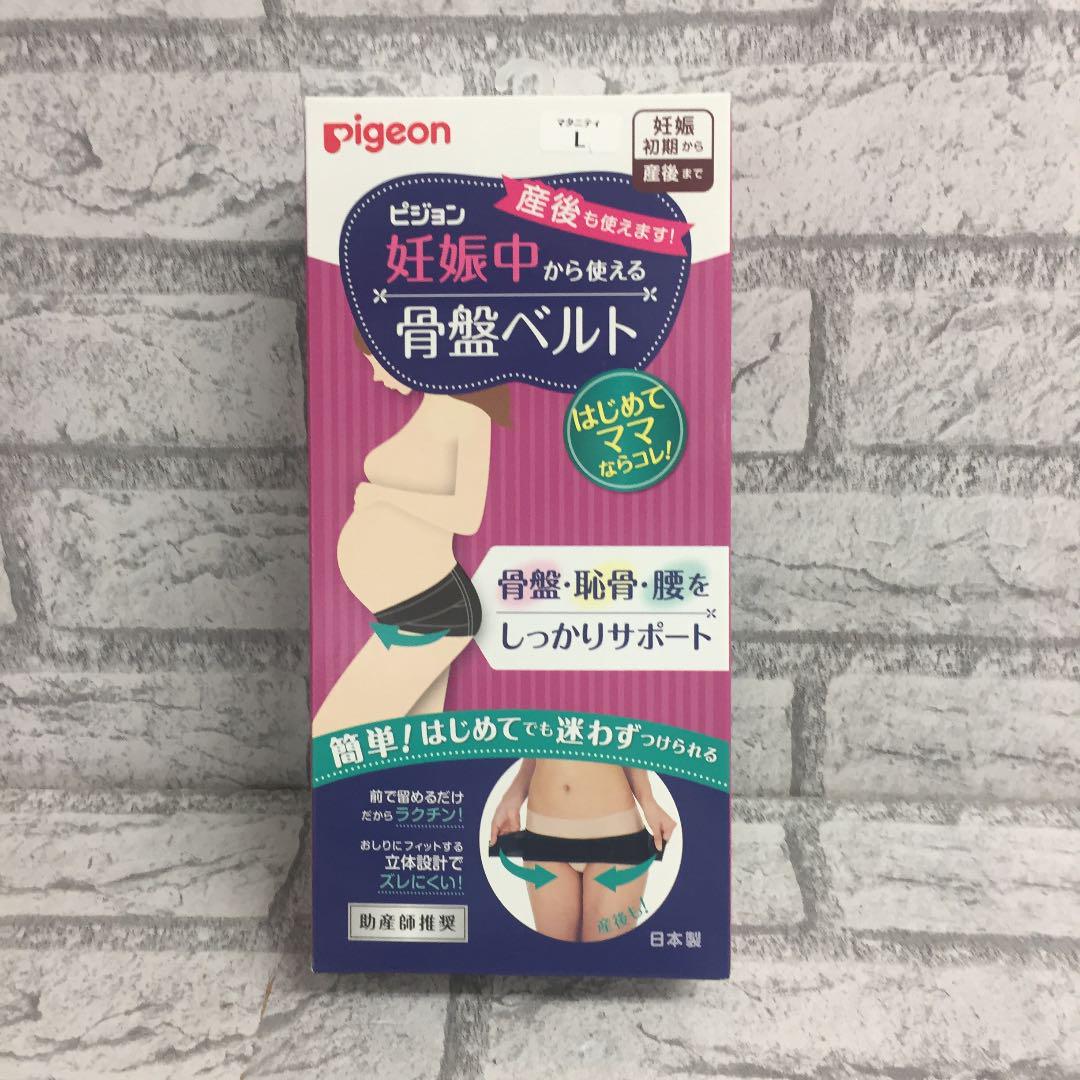 Pigeon
マタニティ
L
妊娠
初期から
産後まで
産後も使えます!
ピジョン
妊娠中から使える
骨盤ベルト
はじめて
ママ
ならコレ!
骨盤・恥骨・腰を
しっかりサポート
簡単!はじめてでも迷わずつけられる
前で留めるだけ
だからラクチン!
おしりにフィットする
立体設計で
ズレにくい!
産後も!
助産師推奨
日本製